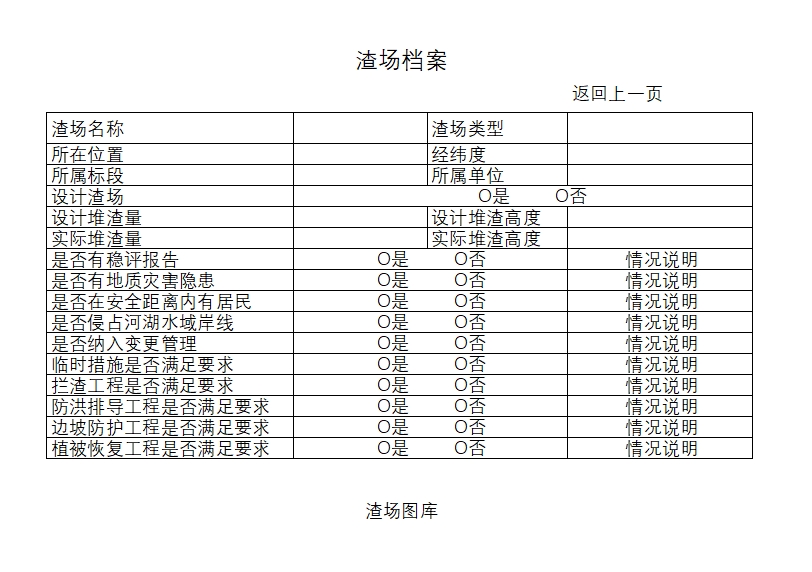 渣场档案
返回上一页
渣场名称 渣场类型
所在位置 经纬度
所属标段 所属单位
设计渣场 O是 O否
设计堆渣量 设计堆渣高度
实际堆渣量 实际堆渣高度
是否有稳评报告 O是 O否 情况说明
是否有地质灾害隐患 O是 O否 情况说明
是否在安全距离内有居民 O是 O否 情况说明
是否侵占河湖水域岸线 O是 O否 情况说明
是否纳入变更管理 O是 O否 情况说明
临时措施是否满足要求 O是 O否 情况说明
拦渣工程是否满足要求 O是 O否 情况说明
防洪排导工程是否满足要求 O是 O否 情况说明
边坡防护工程是否满足要求 O是 O否 情况说明
植被恢复工程是否满足要求 O是 O否 情况说明
渣场图库